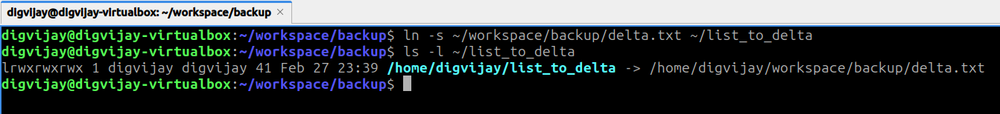 digvijay@digvijay-virtualbox: ~/workspace/backup ×
digvijay@digvijay-virtualbox:~/workspace/backup$ ln -s ~/workspace/backup/delta.txt ~/list_to_delta
digvijay@digvijay-virtualbox:~/workspace/backup$ ls -l ~/list_to_delta
lrwxrwxrwx 1 digvijay digvijay 41 Feb 27 23:39 /home/digvijay/list_to_delta -> /home/digvijay/workspace/backup/delta.txt
digvijay@digvijay-virtualbox:~/workspace/backup$